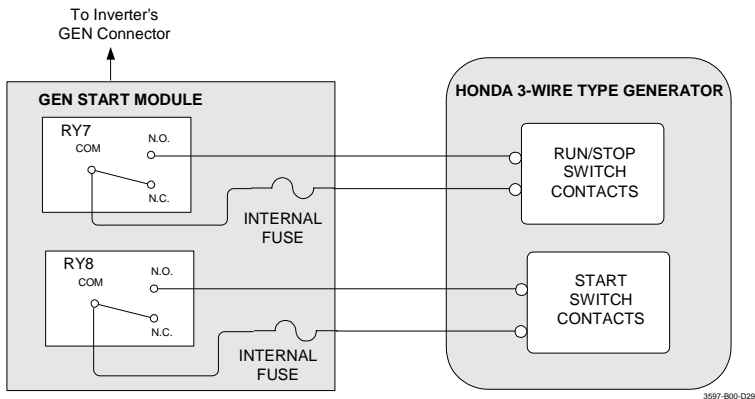 To Inverter's
GEN Connector
GEN START MODULE
RY7
COM
N.O.
N.C.
INTERNAL
FUSE
RY8
COM
N.O.
N.C.
INTERNAL
FUSE
HONDA 3-WIRE TYPE GENERATOR
RUN/STOP
SWITCH
CONTACTS
START
SWITCH
CONTACTS
3597-B00-D29